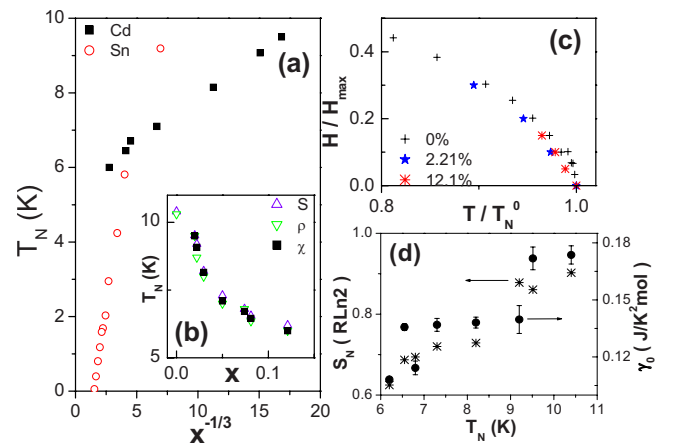 (a)
Cd
Sn
T_N (K)
10
8
6
4
2
0
0 5 10 15 20
x^{-1/3}
(b)
S
ρ
χ
T_N (K)
10
5
0.0 0.1
x
(c)
H / H_max
0.4
0.2
0.0
0%
2.21%
12.1%
0.8 1.0
T / T_N^0
(d)
S_N (RLn2)
1.0
0.8
0.6
γ_0 ( J/K^2mol)
0.18
0.15
0.12
6 7 8 9 10 11
T_N (K)